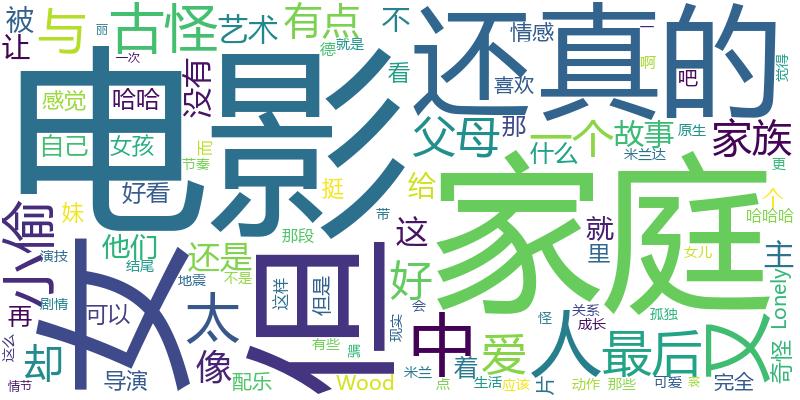 被 与 古怪 艺术 有点 不 情感 二 啊
让 丽 德 就是 看 还 真的 觉得
一次 没有 喜欢 吧
电影
感觉 哈哈 父母 那 一个 故事 原生 家族
自己 女孩 而 什么 米兰达 更
好看 节奏 挺 给 家庭 个
小偷 妹 他们 那段 带 这 就 哈哈哈
演技 结尾 还是 里 女儿 主
女 地震 不是 但 这样 但是 好
再 剧情 可以 太 现实 会 中 人 关系 成长 孤独 又 Lonely
这么 却 像 有些 腾 着 爱 怪 最后 奇怪
情节 导演 配乐 Wood 米兰 点 生活 应该 片 动作 那些 可爱 裘 完全